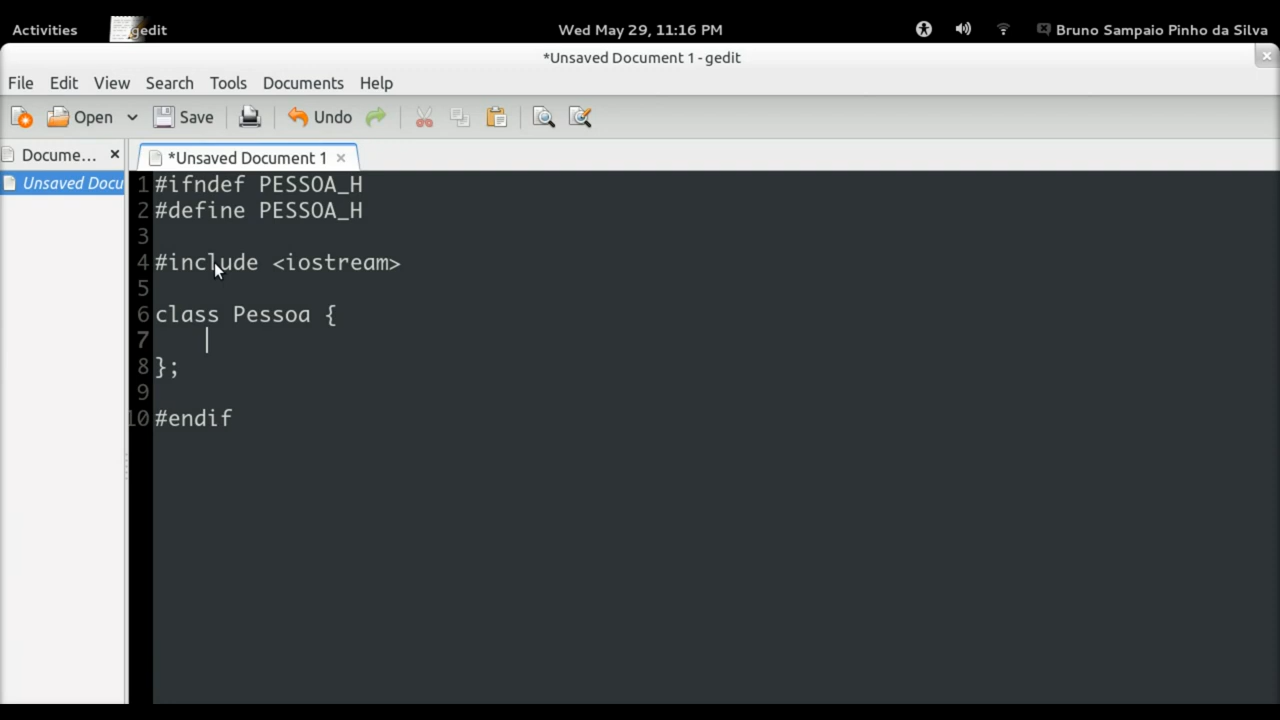 Activities gedit Wed May 29, 11:16 PM Bruno Sampaio Pinho da Silva
*Unsaved Document 1 - gedit
File Edit View Search Tools Documents Help
Open Save Undo
Docume... *Unsaved Document 1
Unsaved Docu
1 #ifndef PESSOA_H
2 #define PESSOA_H
3
4 #include <iostream>
5
6 class Pessoa {
7
8 };
9
10 #endif